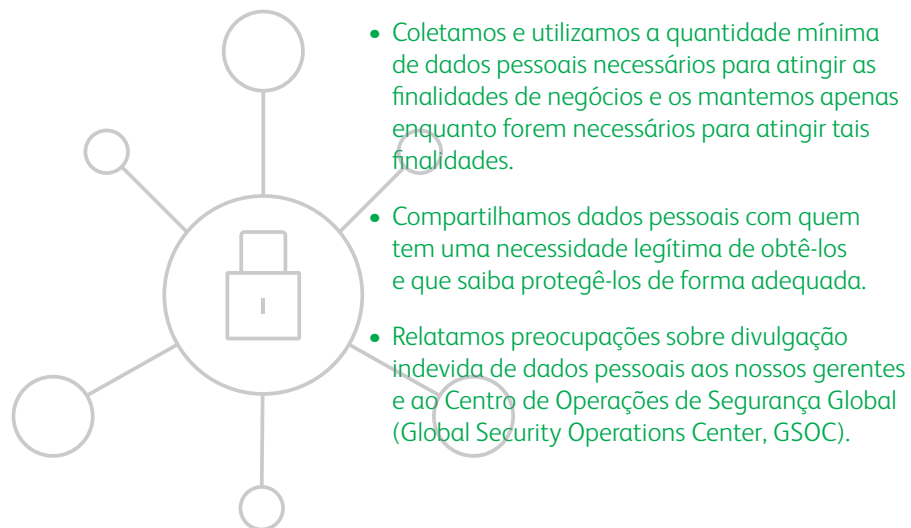 • Coletamos e utilizamos a quantidade mínima
de dados pessoais necessários para atingir as
finalidades de negócios e os mantemos apenas
enquanto forem necessários para atingir tais
finalidades.
• Compartilhamos dados pessoais com quem
tem uma necessidade legítima de obtê-los
e que saiba protegê-los de forma adequada.
• Relatamos preocupações sobre divulgação
indevida de dados pessoais aos nossos gerentes
e ao Centro de Operações de Segurança Global
(Global Security Operations Center, GSOC).